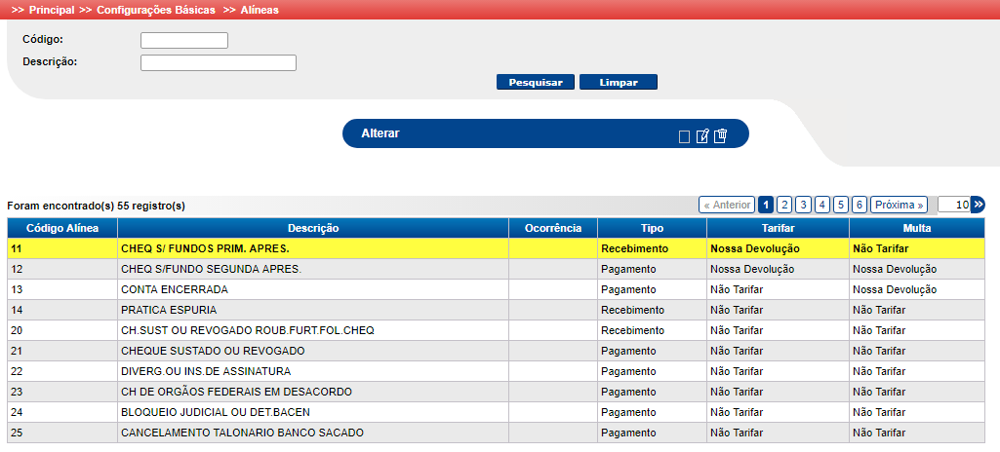 >> Principal >> Configurações Básicas >> Alíneas
Código:
Descrição:
Pesquisar Limpar
Alterar
Foram encontrado(s) 55 registro(s) « Anterior 1 2 3 4 5 6 Próxima » 10 »
Código Alínea Descrição Ocorrência Tipo Tarifar Multa
11 CHEQ S/ FUNDOS PRIM. APRES. Recebimento Nossa Devolução Não Tarifar
12 CHEQ S/FUNDO SEGUNDA APRES. Pagamento Nossa Devolução Nossa Devolução
13 CONTA ENCERRADA Pagamento Não Tarifar Nossa Devolução
14 PRATICA ESPURIA Recebimento Não Tarifar Não Tarifar
20 CH.SUST OU REVOGADO ROUB.FURT.FOL.CHEQ Recebimento Não Tarifar Não Tarifar
21 CHEQUE SUSTADO OU REVOGADO Pagamento Não Tarifar Não Tarifar
22 DIVERG.OU INS.DE ASSINATURA Pagamento Não Tarifar Não Tarifar
23 CH DE ORGÃOS FEDERAIS EM DESACORDO Pagamento Não Tarifar Não Tarifar
24 BLOQUEIO JUDICIAL OU DET.BACEN Pagamento Não Tarifar Não Tarifar
25 CANCELAMENTO TALONARIO BANCO SACADO Pagamento Não Tarifar Não Tarifar